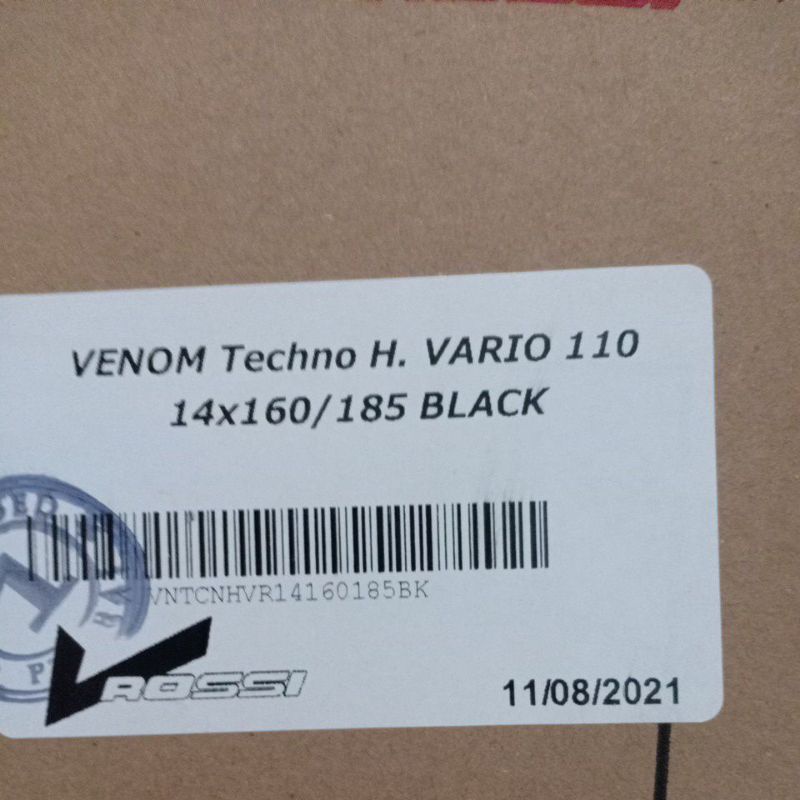 VENOM Techno H. VARIO 110
14x160/185 BLACK
VNTCNHVR14160185BK
VROSSI
11/08/2021